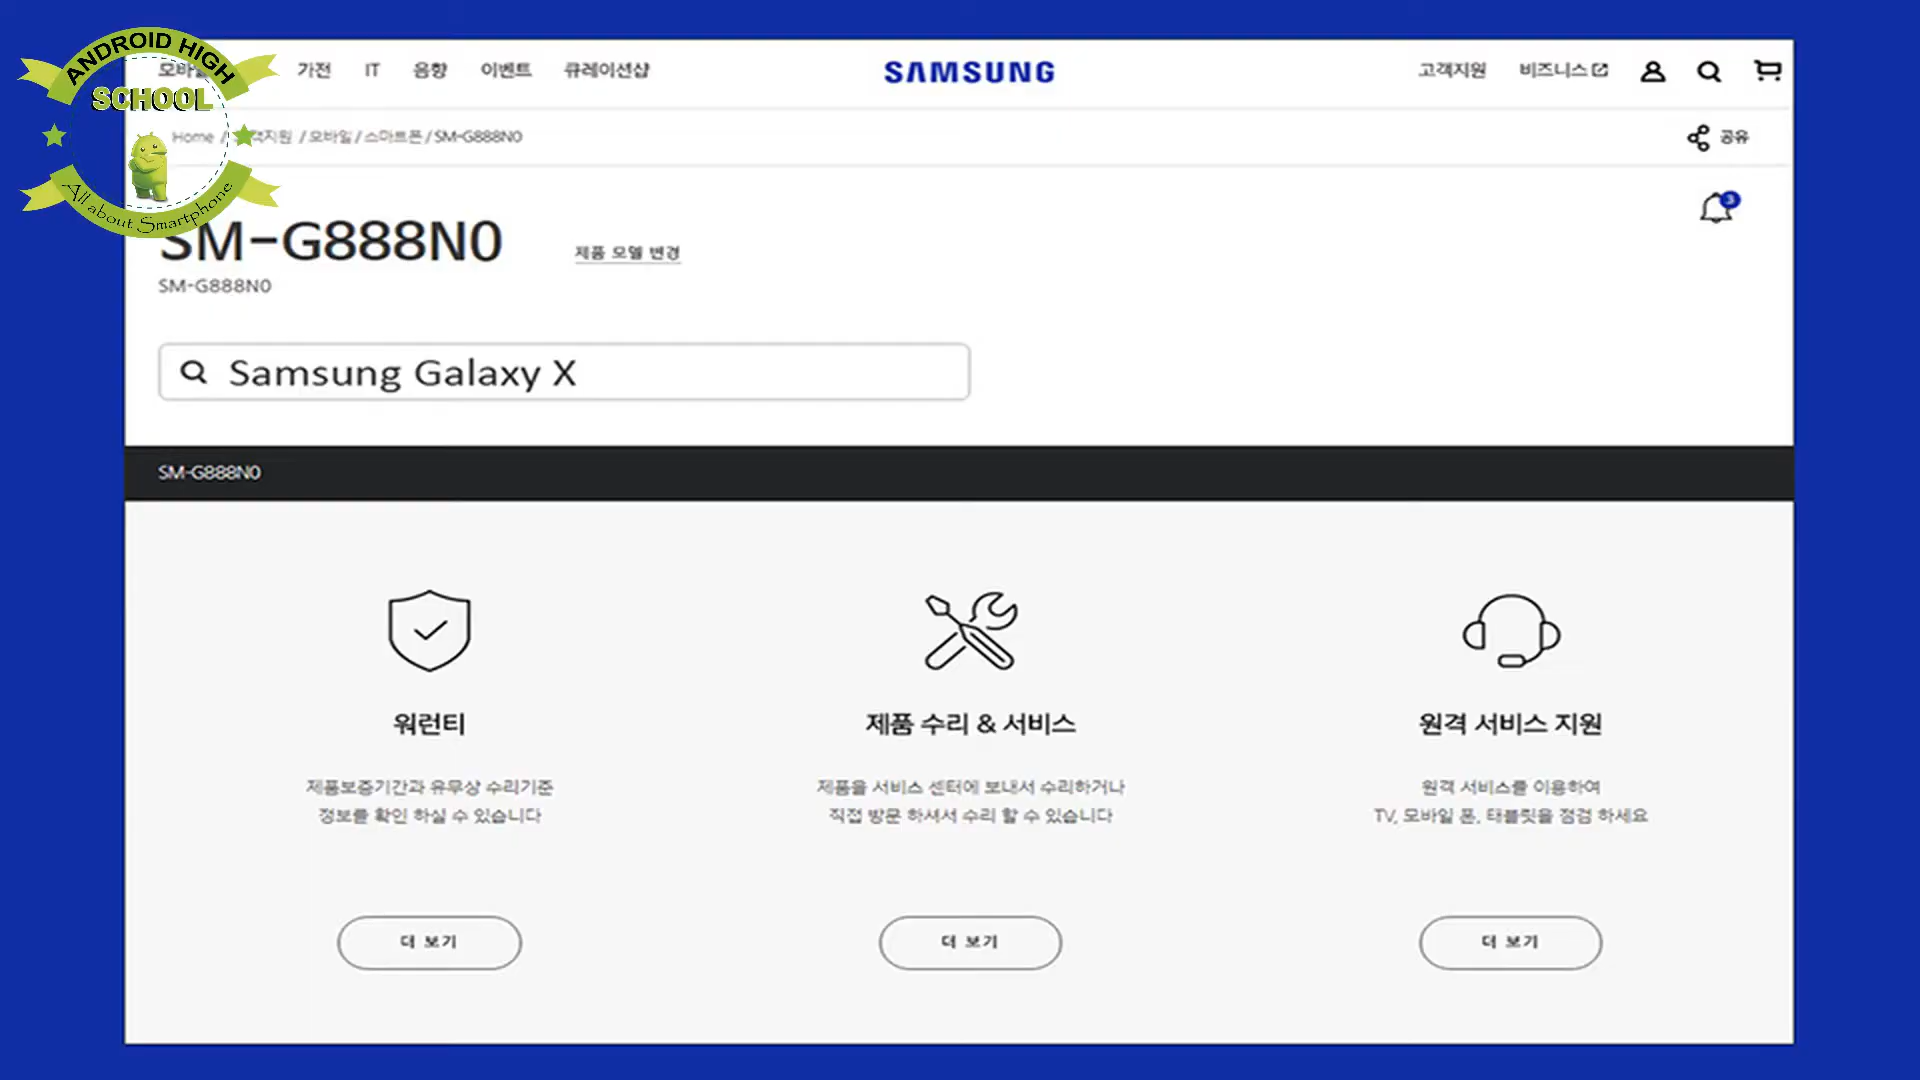 ANDROID HIGH
SCHOOL
All about Smartphone
가전 IT 음향 이벤트 큐레이션샵
SAMSUNG
고객지원 비즈니스
Home / 객지원 / 모바일 / 스마트폰 / SM-G888N0
공유
3
SM-G888N0
제품 모델 변경
SM-G888N0
Samsung Galaxy X
SM-G888N0
워런티
제품보증기간과 유무상 수리기준
정보를 확인 하실 수 있습니다
더 보기
제품 수리 & 서비스
제품을 서비스 센터에 보내서 수리하거나
직접 방문 하셔서 수리 할 수 있습니다
더 보기
원격 서비스 지원
원격 서비스를 이용하여
TV, 모바일 폰, 태블릿을 점검 하세요
더 보기